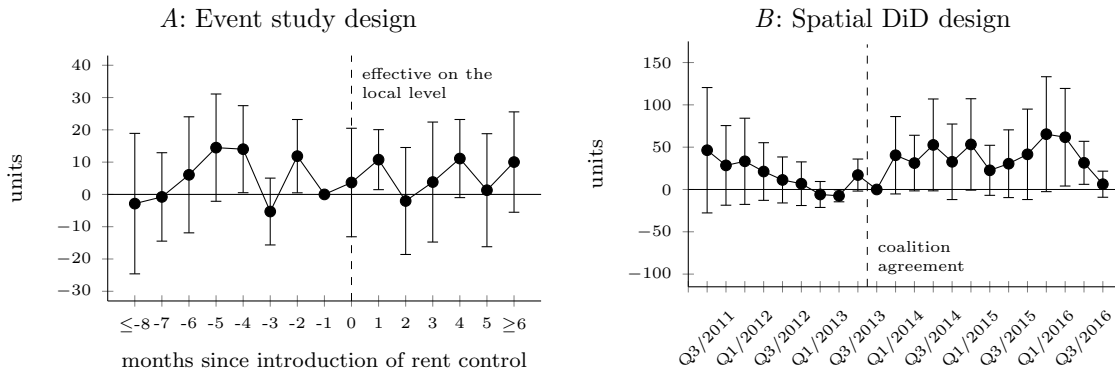 A: Event study design
40
30
20
10
0
−10
−20
−30
units
effective on the
local level
≤-8 -7 -6 -5 -4 -3 -2 -1 0 1 2 3 4 5 ≥6
months since introduction of rent control
B: Spatial DiD design
150
100
50
0
−50
−100
units
coalition
agreement
Q3/2011 Q1/2012 Q3/2012 Q1/2013 Q3/2013 Q1/2014 Q3/2014 Q1/2015 Q3/2015 Q1/2016 Q3/2016